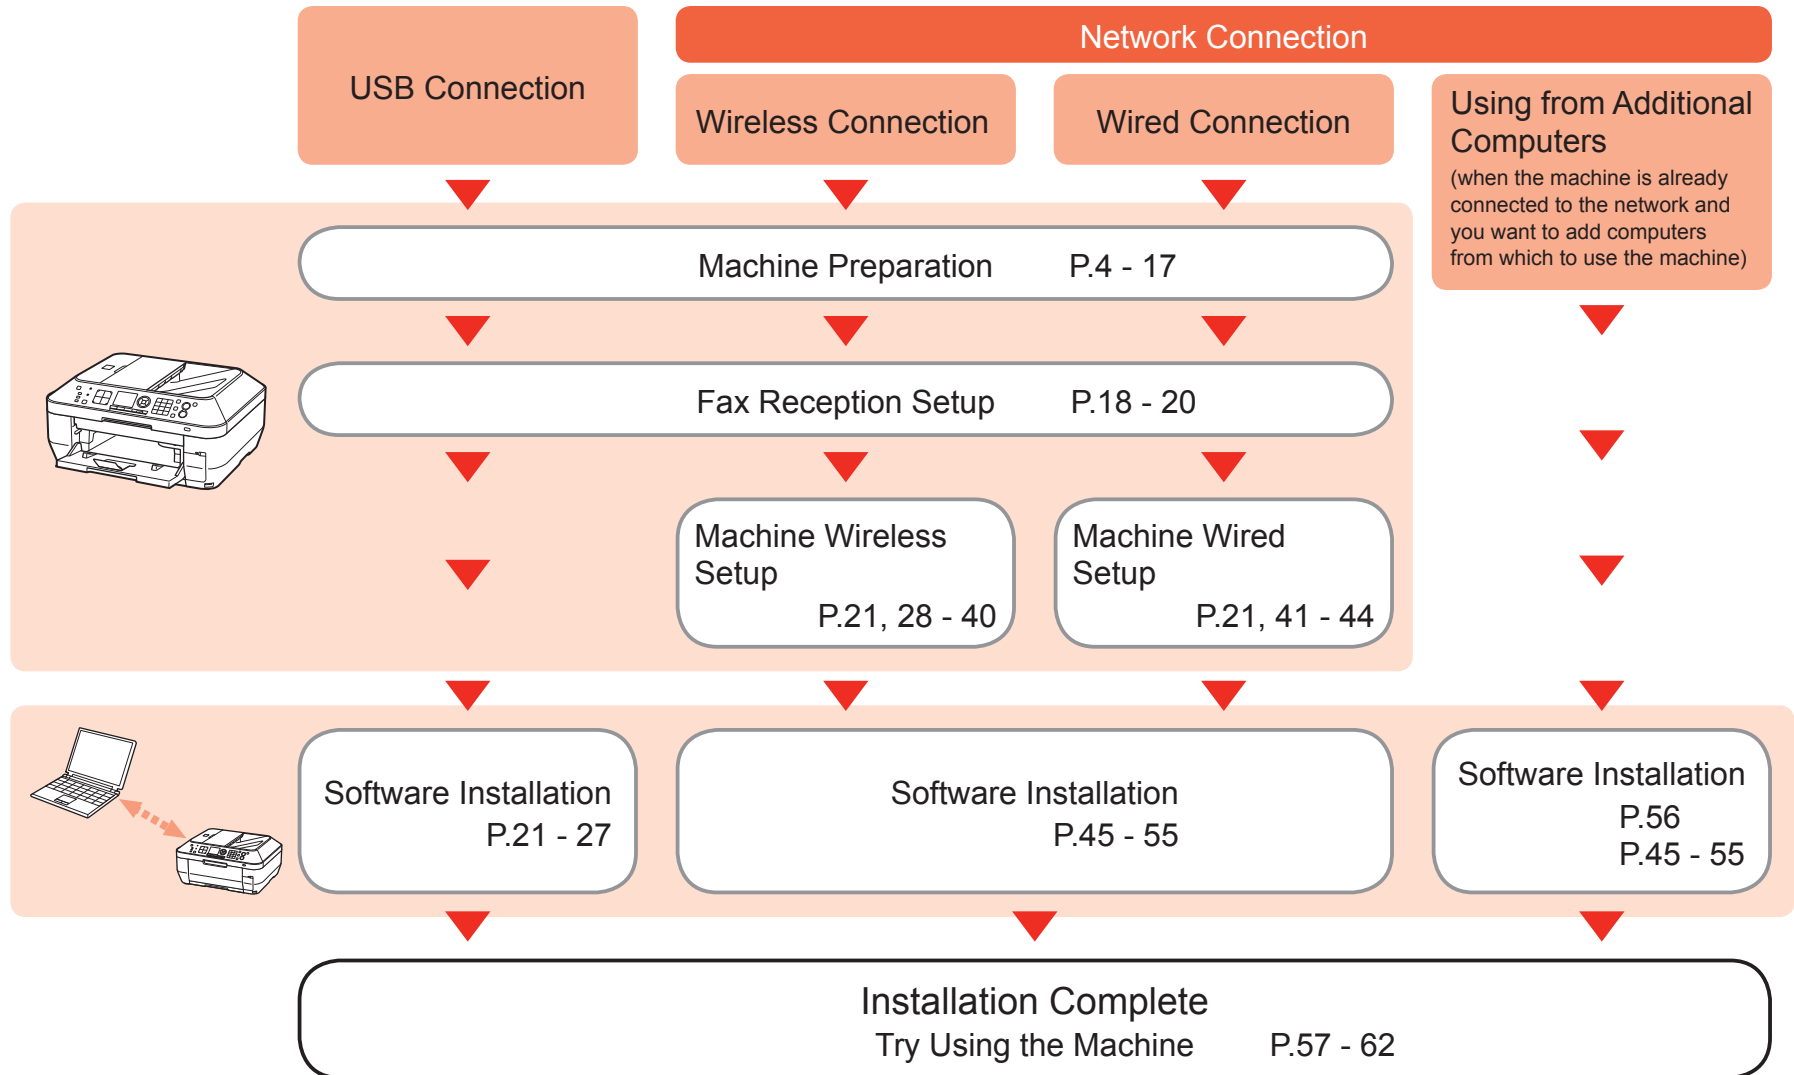 Network Connection
USB Connection
Wireless Connection
Wired Connection
Using from Additional
Computers
(when the machine is already
connected to the network and
you want to add computers
from which to use the machine)
Machine Preparation P.4 - 17
Fax Reception Setup P.18 - 20
Machine Wireless
Setup
P.21, 28 - 40
Machine Wired
Setup
P.21, 41 - 44
Software Installation
P.21 - 27
Software Installation
P.45 - 55
Software Installation
P.56
P.45 - 55
Installation Complete
Try Using the Machine P.57 - 62